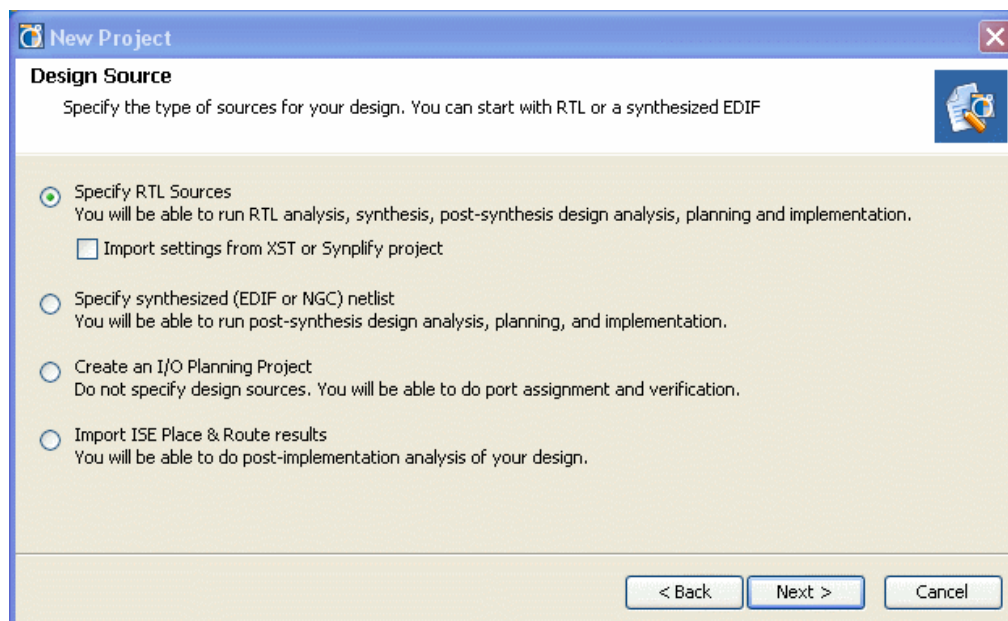 New Project
Design Source
Specify the type of sources for your design. You can start with RTL or a synthesized EDIF
Specify RTL Sources
You will be able to run RTL analysis, synthesis, post-synthesis design analysis, planning and implementation.
Import settings from XST or Synplify project
Specify synthesized (EDIF or NGC) netlist
You will be able to run post-synthesis design analysis, planning, and implementation.
Create an I/O Planning Project
Do not specify design sources. You will be able to do port assignment and verification.
Import ISE Place & Route results
You will be able to do post-implementation analysis of your design.
< Back Next > Cancel